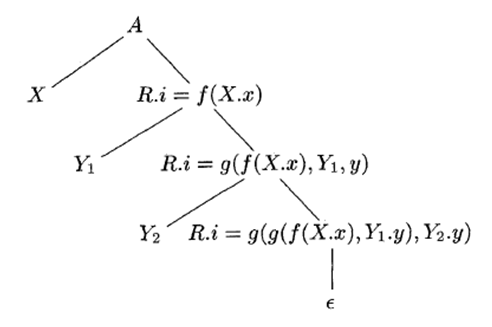 A
X R.i = f(X.x)
Y₁ R.i = g(f(X.x), Y₁, y)
Y₂ R.i = g(g(f(X.x), Y₁.y), Y₂.y)
ϵ